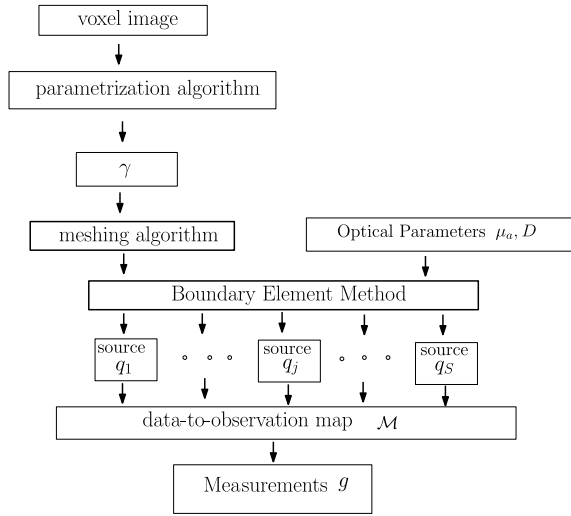 voxel image
parametrization algorithm
γ
meshing algorithm
Optical Parameters μₐ, D
Boundary Element Method
source q₁
° ° °
source qⱼ
° ° °
source q_S
data-to-observation map ℳ
Measurements g